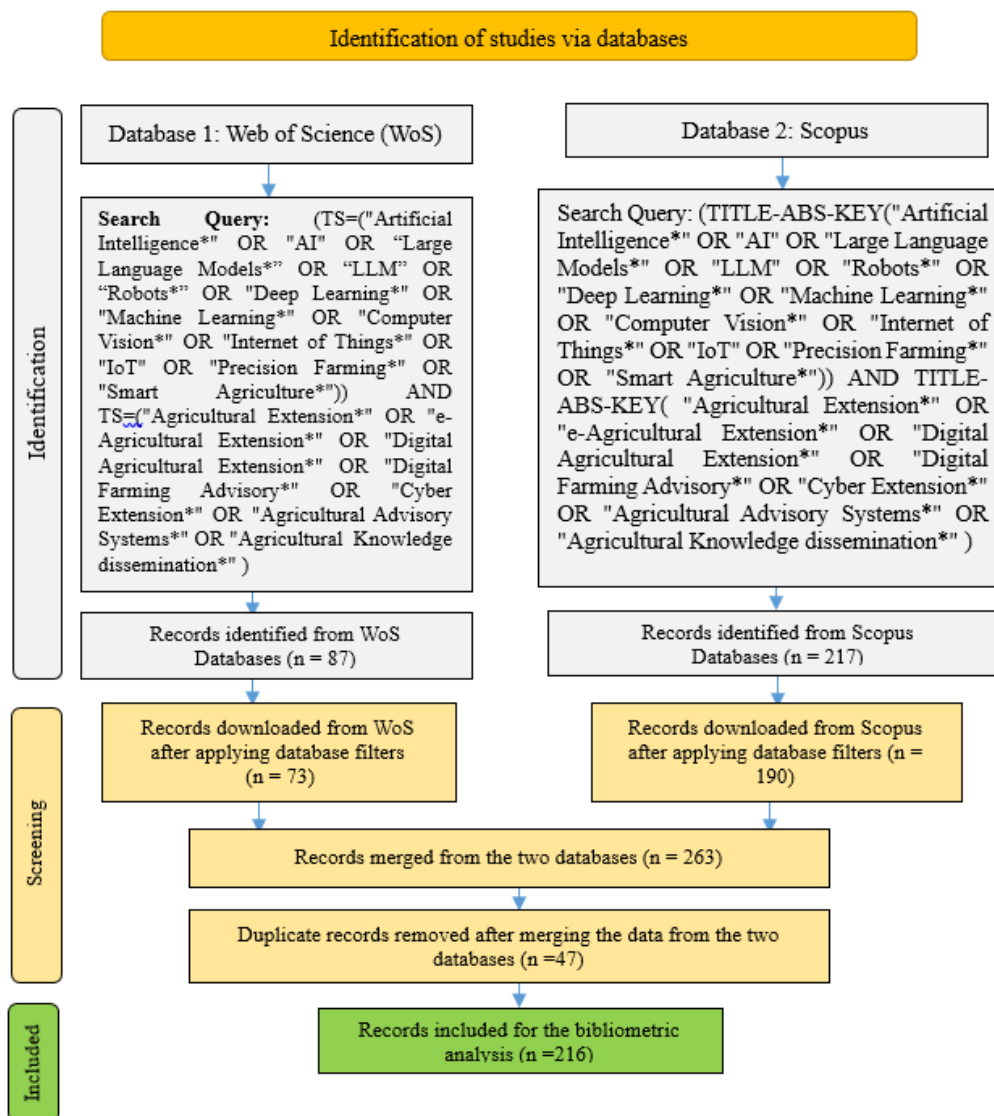 Identification of studies via databases
Identification
Database 1: Web of Science (WoS)
Search Query: (TS=("Artificial
Intelligence*" OR "AI" OR “Large
Language Models*” OR “LLM” OR
“Robots*” OR "Deep Learning*" OR
"Machine Learning*" OR "Computer
Vision*" OR "Internet of Things*" OR
"IoT" OR "Precision Farming*" OR
"Smart Agriculture*")) AND
TS=("Agricultural Extension*" OR "e-
Agricultural Extension*" OR "Digital
Agricultural Extension*" OR "Digital
Farming Advisory*" OR "Cyber
Extension*" OR "Agricultural Advisory
Systems*" OR "Agricultural Knowledge
dissemination*" )
Records identified from WoS
Databases (n = 87)
Database 2: Scopus
Search Query: (TITLE-ABS-KEY("Artificial
Intelligence*" OR "AI" OR "Large Language
Models*" OR "LLM" OR "Robots*" OR
"Deep Learning*" OR "Machine Learning*"
OR "Computer Vision*" OR "Internet of
Things*" OR "IoT" OR "Precision Farming*"
OR "Smart Agriculture*")) AND TITLE-
ABS-KEY( "Agricultural Extension*" OR
"e-Agricultural Extension*" OR "Digital
Agricultural Extension*" OR "Digital
Farming Advisory*" OR "Cyber Extension*"
OR "Agricultural Advisory Systems*" OR
"Agricultural Knowledge dissemination*" )
Records identified from Scopus
Databases (n = 217)
Screening
Records downloaded from WoS
after applying database filters
(n = 73)
Records downloaded from Scopus
after applying database filters (n =
190)
Records merged from the two databases (n = 263)
Duplicate records removed after merging the data from the two
databases (n =47)
Included
Records included for the bibliometric
analysis (n =216)